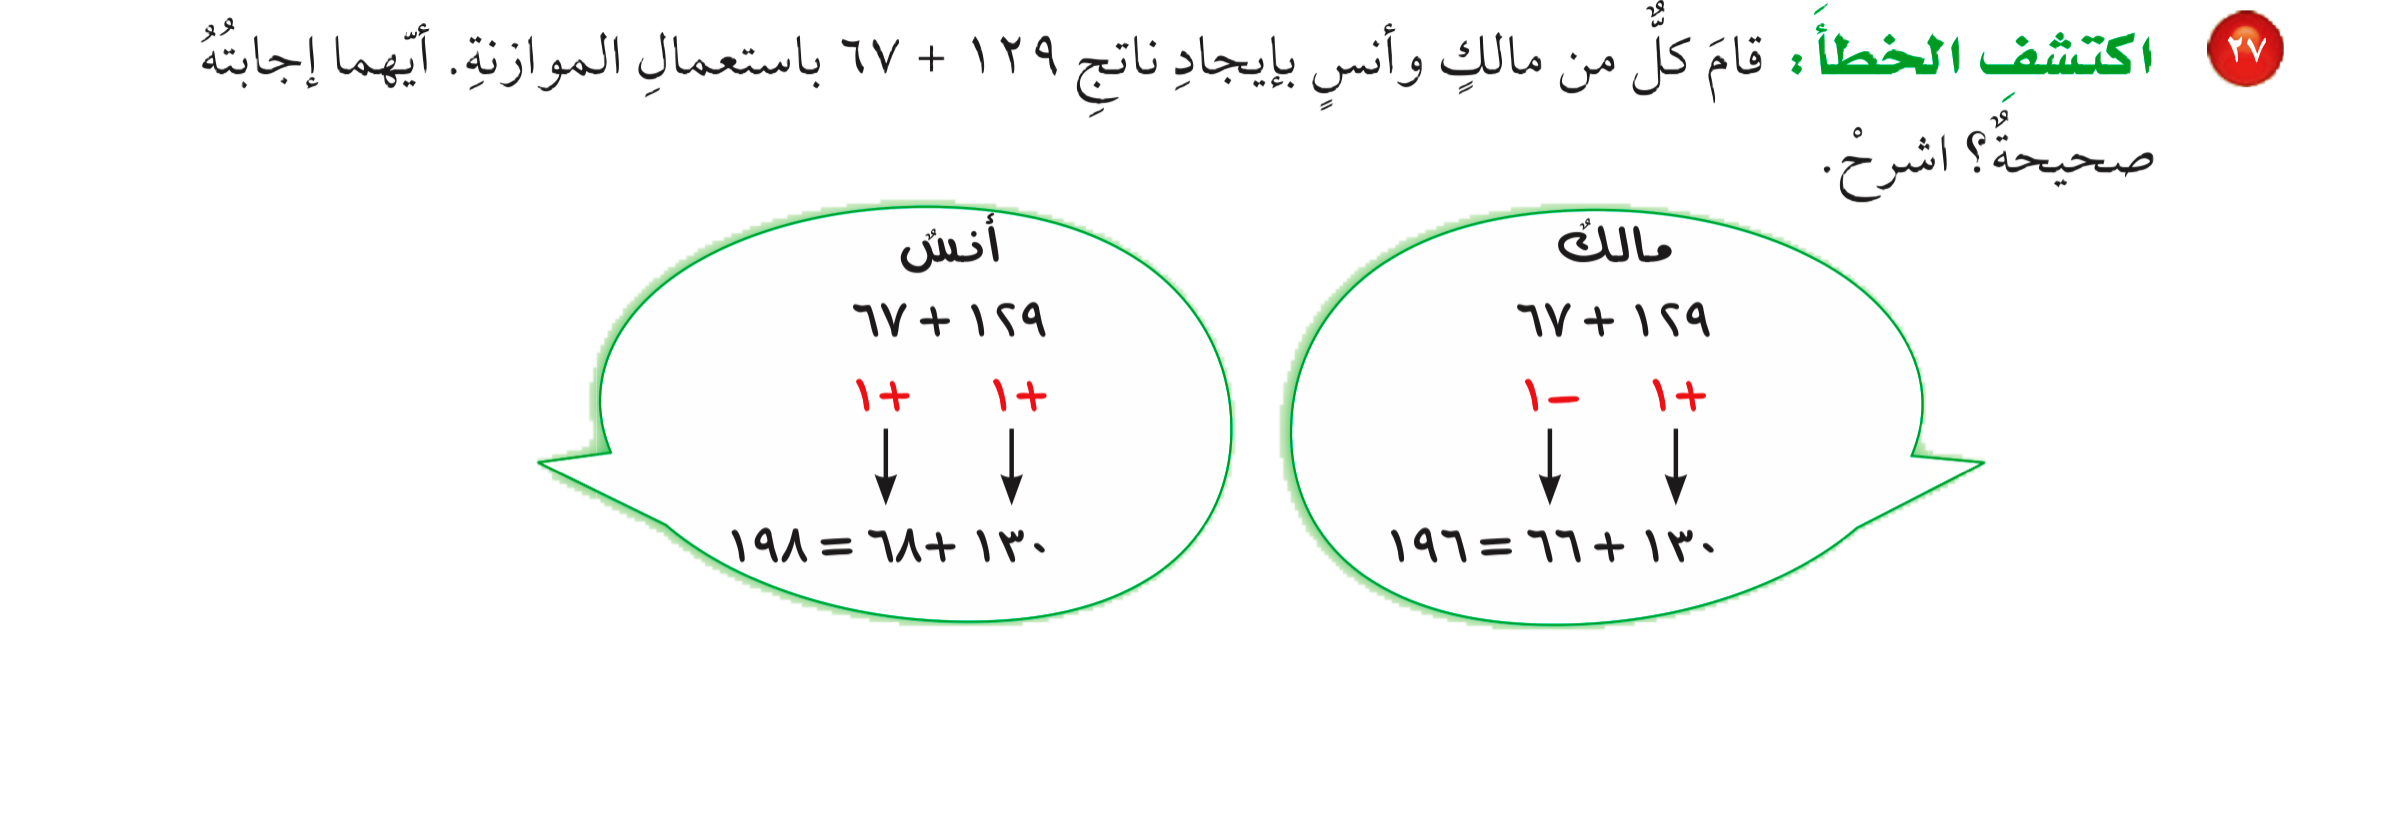 ٢٧ اكتشفِ الخطأَ: قامَ كلٌّ من مالكٍ وأنسٍ بإيجادِ ناتجِ ١٢٩ + ٦٧ باستعمالِ الموازنةِ. أيّهما إجابتُهُ
صحيحةٌ؟ اشرحْ.
مالكٌ
١٢٩ + ٦٧
+١ −١
١٣٠ + ٦٦ = ١٩٦
أنسٌ
١٢٩ + ٦٧
+١ +١
١٣٠ + ٦٨ = ١٩٨